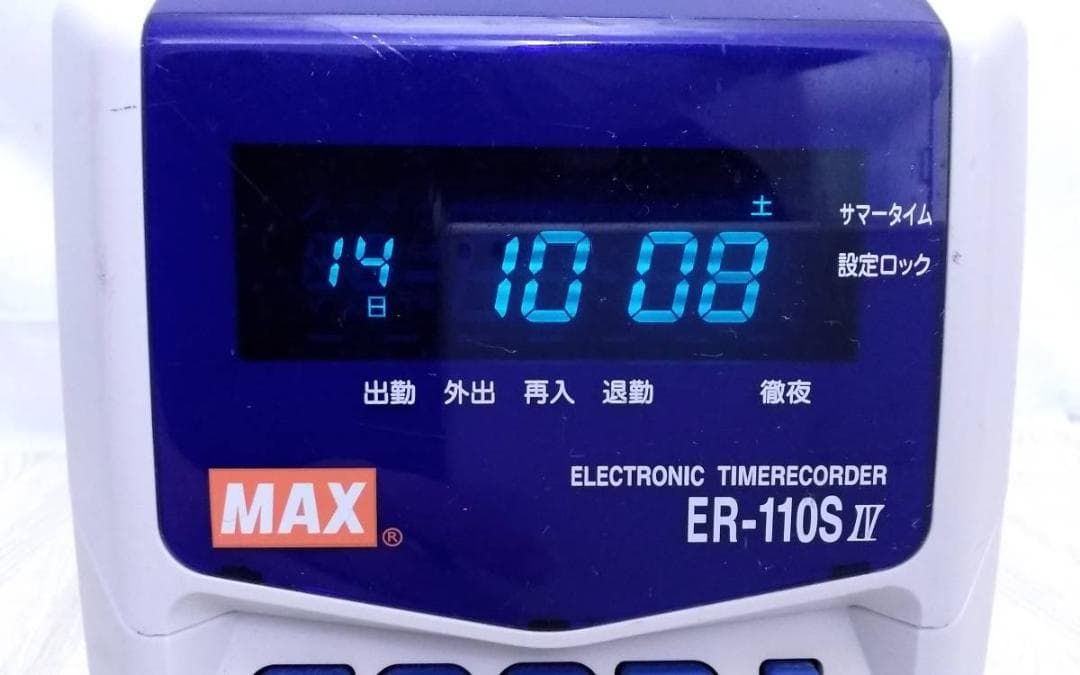 土
サマータイム
14 10 08
設定ロック
日
出勤 外出 再入 退勤 徹夜
MAX®
ELECTRONIC TIMERECORDER
ER-110S IV